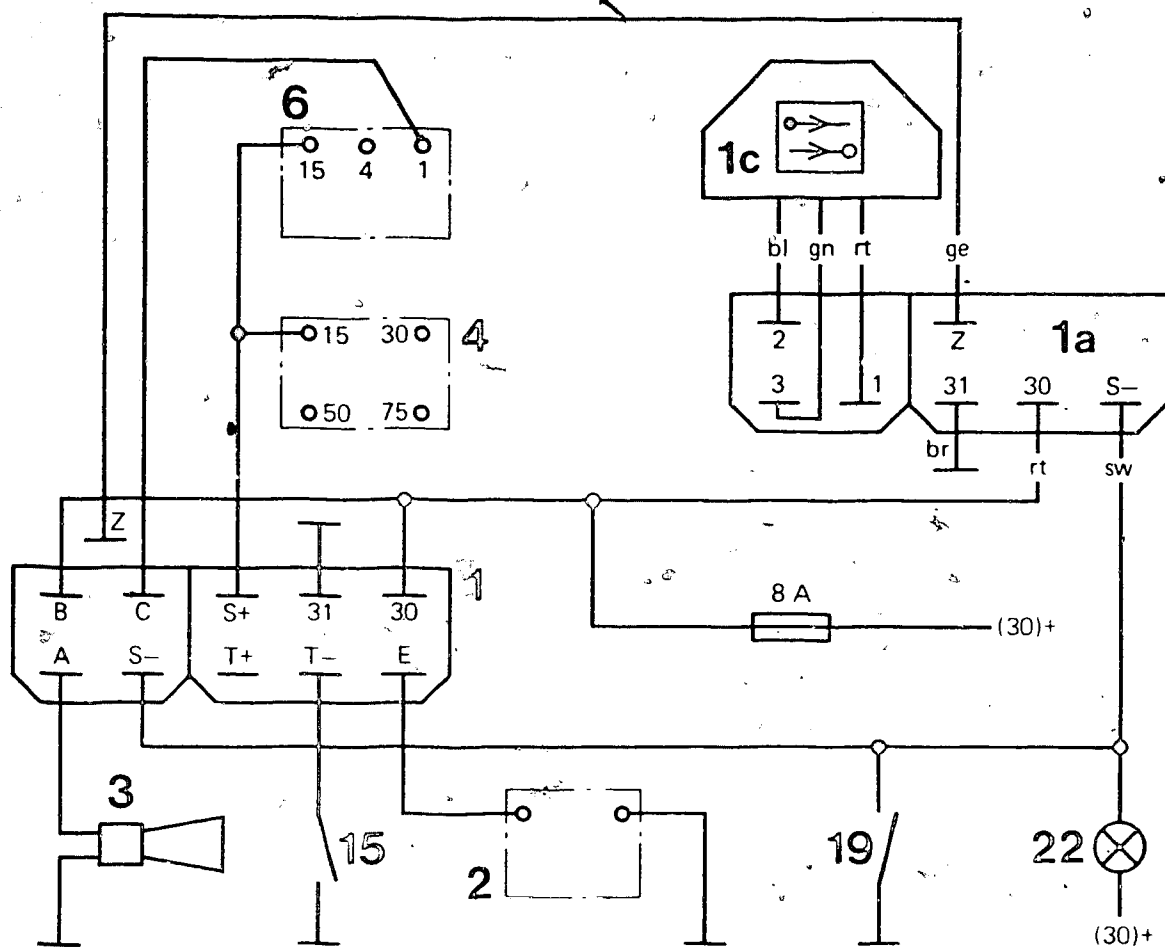 6
15 4 1
1c
bl gn rt ge
15 30
4
50 75
2 Z
1a
3 1 31 30 S−
br rt sw
Z
1
B C S+ 31 30
A S− T+ T− E
8 A
(30)+
3
15
2
19
22
(30)+